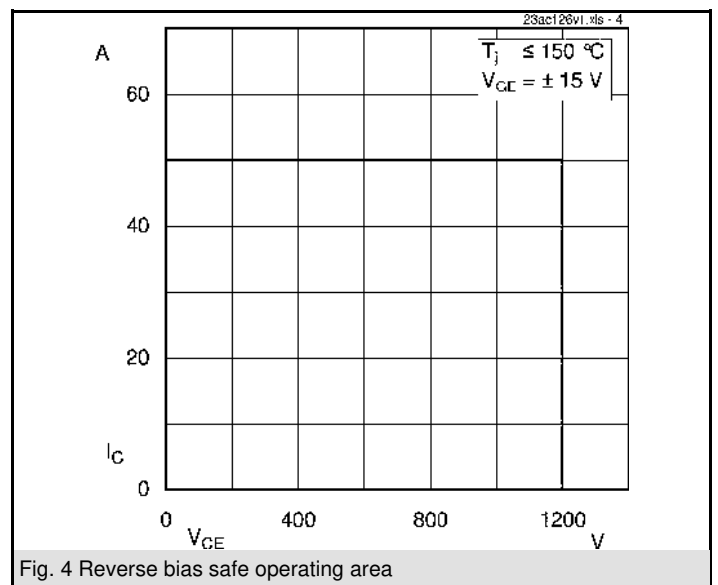 23ac126v1.xls - 4
A
Tj ≤ 150 °C
VGE = ± 15 V
60
40
20
IC
0
0 400 800 1200
VCE V
Fig. 4 Reverse bias safe operating area